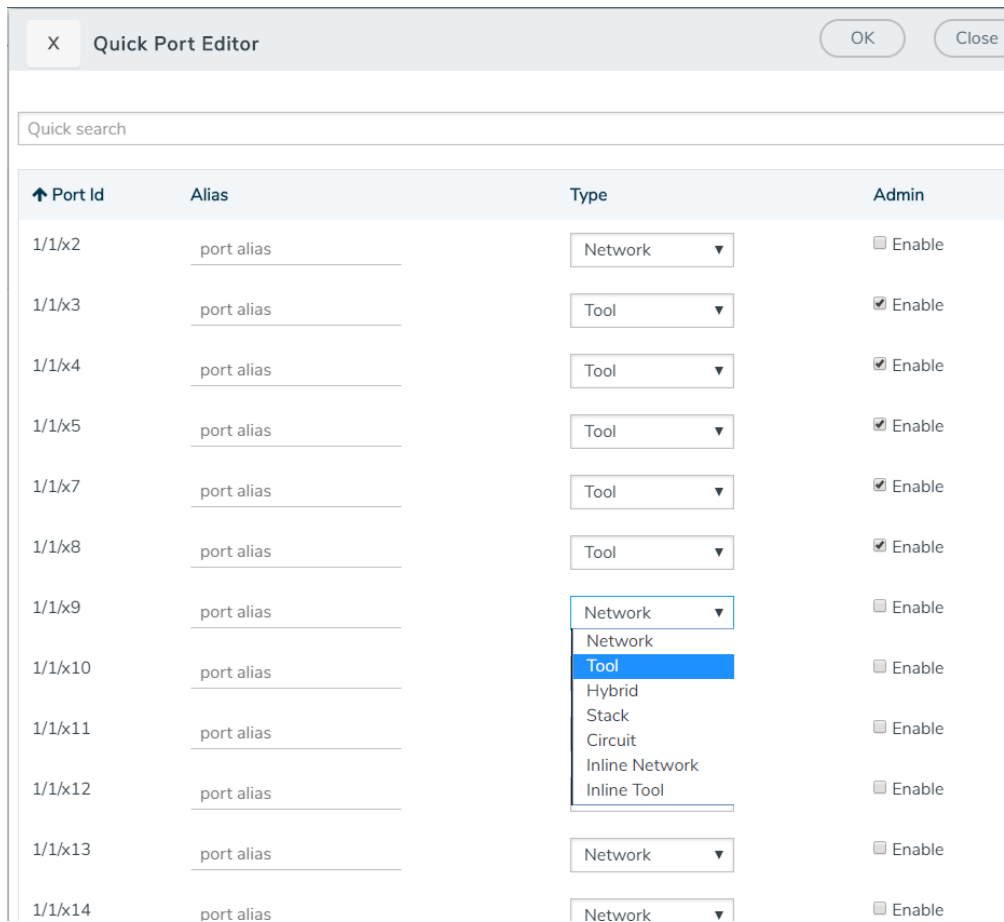 X Quick Port Editor OK Close
Quick search
Port Id Alias Type Admin
1/1/x2 port alias Network Enable
1/1/x3 port alias Tool Enable
1/1/x4 port alias Tool Enable
1/1/x5 port alias Tool Enable
1/1/x7 port alias Tool Enable
1/1/x8 port alias Tool Enable
1/1/x9 port alias Network Enable
Network
Tool
Hybrid
Stack
Circuit
Inline Network
Inline Tool
1/1/x10 port alias Enable
1/1/x11 port alias Enable
1/1/x12 port alias Enable
1/1/x13 port alias Network Enable
1/1/x14 port alias Network Enable